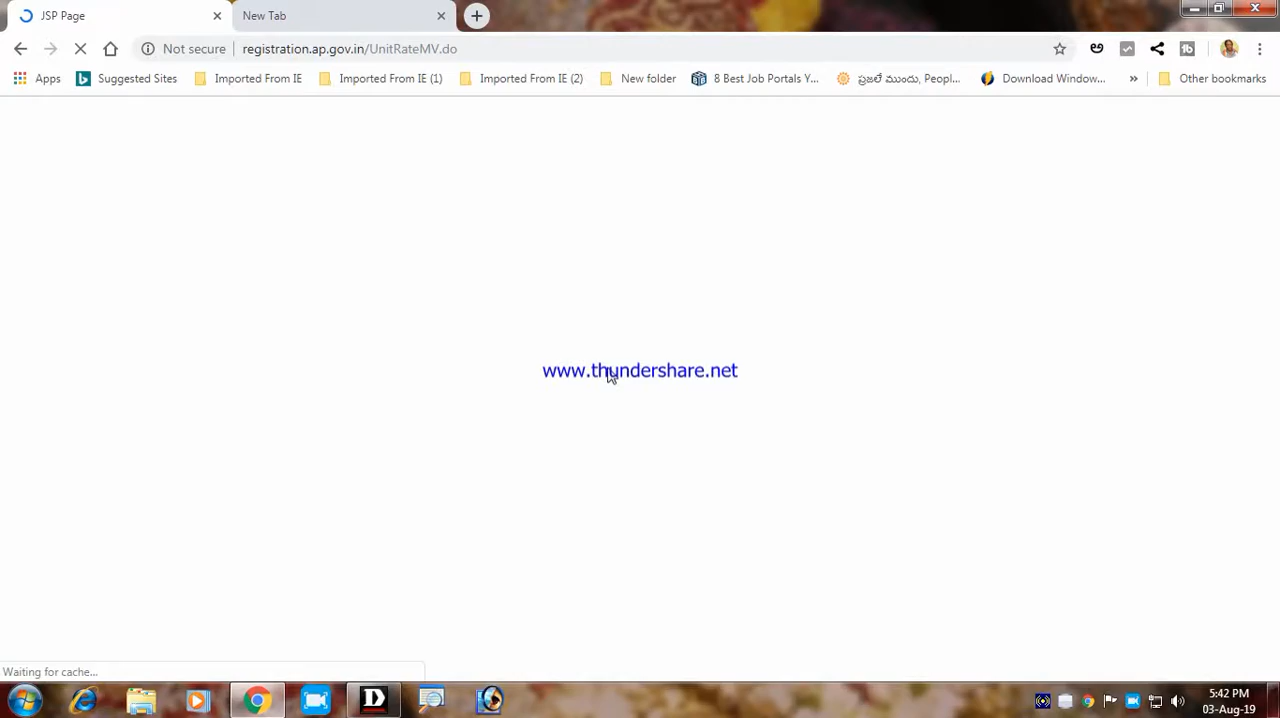 JSP Page
New Tab
Not secure
registration.ap.gov.in/UnitRateMV.do
Apps
Suggested Sites
Imported From IE
Imported From IE (1)
Imported From IE (2)
New folder
8 Best Job Portals Y...
ప్రజలే ముందు, Peopl...
Download Window...
»
Other bookmarks
www.thundershare.net
Waiting for cache...
5:42 PM
03-Aug-19